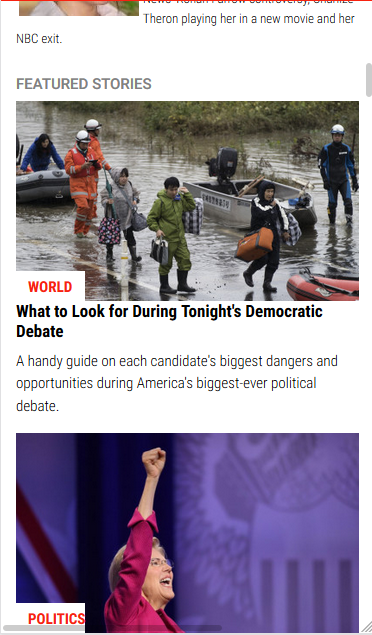 News' Ronan Farrow controversy, Charlize
Theron playing her in a new movie and her
NBC exit.
FEATURED STORIES
WORLD
What to Look for During Tonight's Democratic
Debate
A handy guide on each candidate's biggest dangers and
opportunities during America's biggest-ever political
debate.
POLITICS